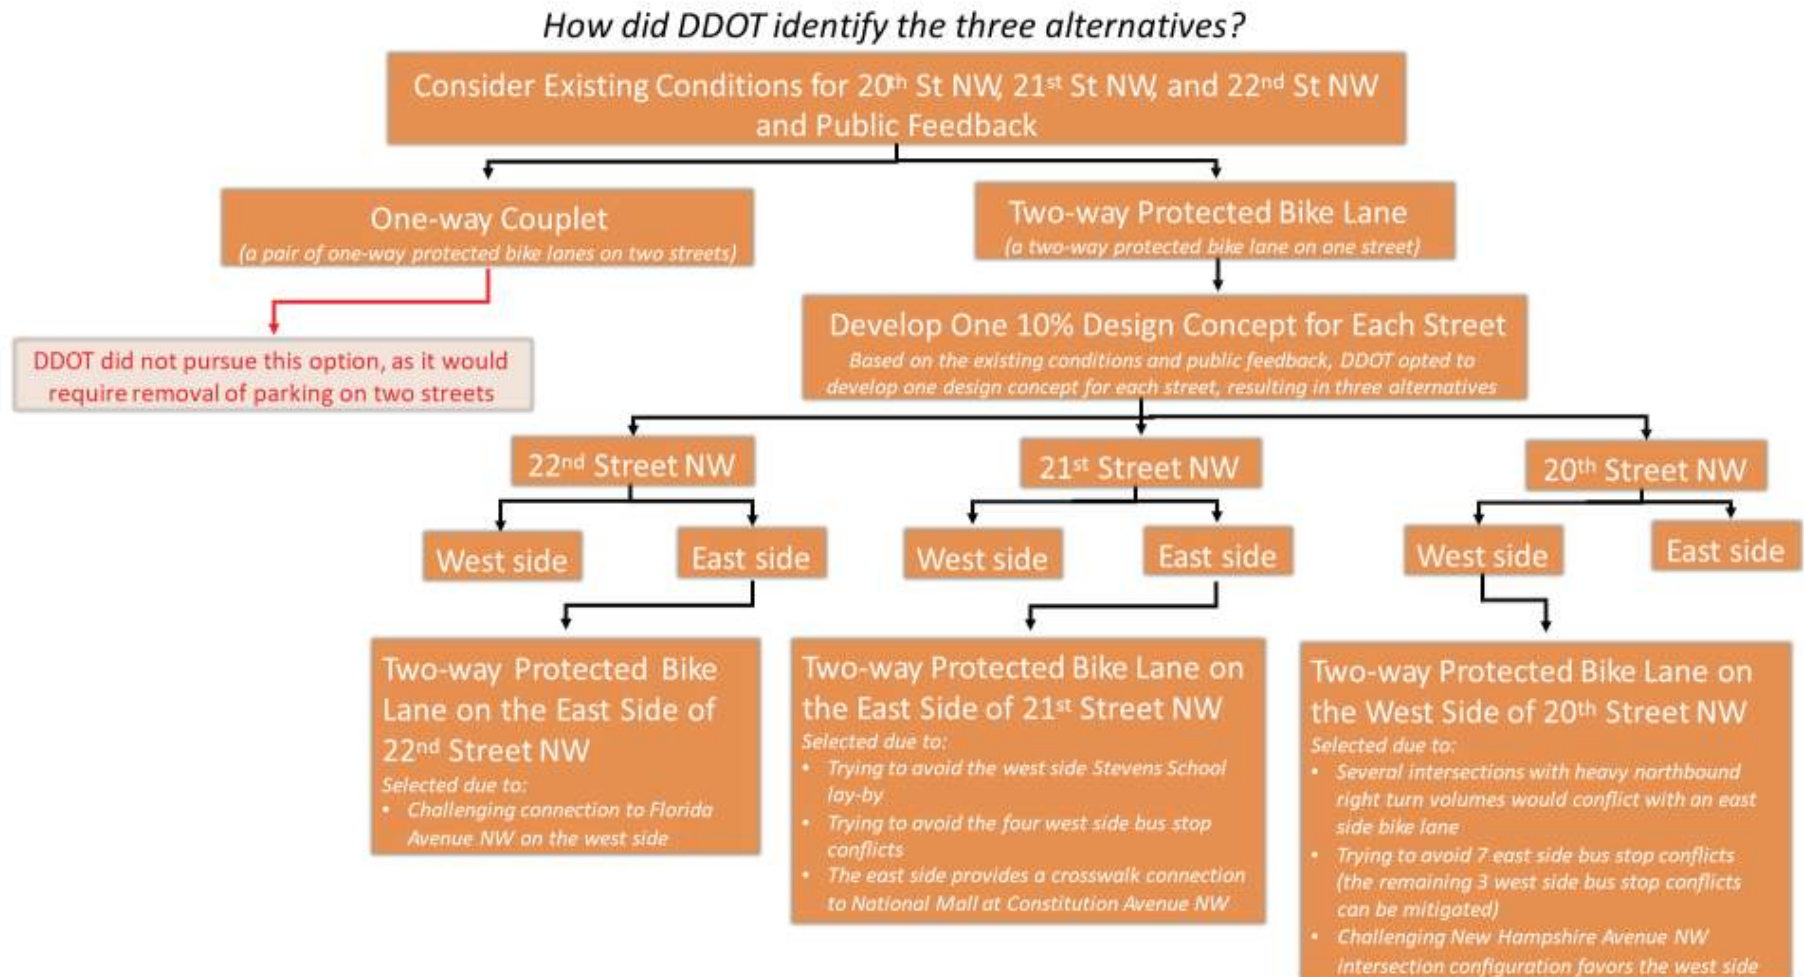 How did DDOT identify the three alternatives?
Consider Existing Conditions for 20th St NW, 21st St NW, and 22nd St NW
and Public Feedback
One-way Couplet
(a pair of one-way protected bike lanes on two streets)
Two-way Protected Bike Lane
(a two-way protected bike lane on one street)
DDOT did not pursue this option, as it would
require removal of parking on two streets
Develop One 10% Design Concept for Each Street
Based on the existing conditions and public feedback, DDOT opted to
develop one design concept for each street, resulting in three alternatives
22nd Street NW
21st Street NW
20th Street NW
West side
East side
West side
East side
West side
East side
Two-way Protected Bike
Lane on the East Side of
22nd Street NW
Selected due to:
• Challenging connection to Florida
Avenue NW on the west side
Two-way Protected Bike Lane on
the East Side of 21st Street NW
Selected due to:
• Trying to avoid the west side Stevens School
lay-by
• Trying to avoid the four west side bus stop
conflicts
• The east side provides a crosswalk connection
to National Mall at Constitution Avenue NW
Two-way Protected Bike Lane on
the West Side of 20th Street NW
Selected due to:
• Several intersections with heavy northbound
right turn volumes would conflict with an east
side bike lane
• Trying to avoid 7 east side bus stop conflicts
(the remaining 3 west side bus stop conflicts
can be mitigated)
• Challenging New Hampshire Avenue NW
intersection configuration favors the west side